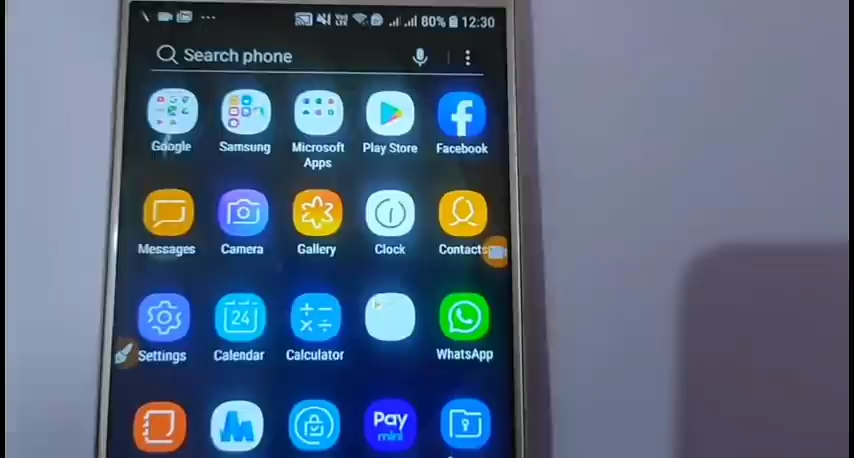 80% 12:30
Search phone
Google Samsung Microsoft Apps Play Store Facebook
Messages Camera Gallery Clock Contacts
24
Settings Calendar Calculator WhatsApp
Pay
mini